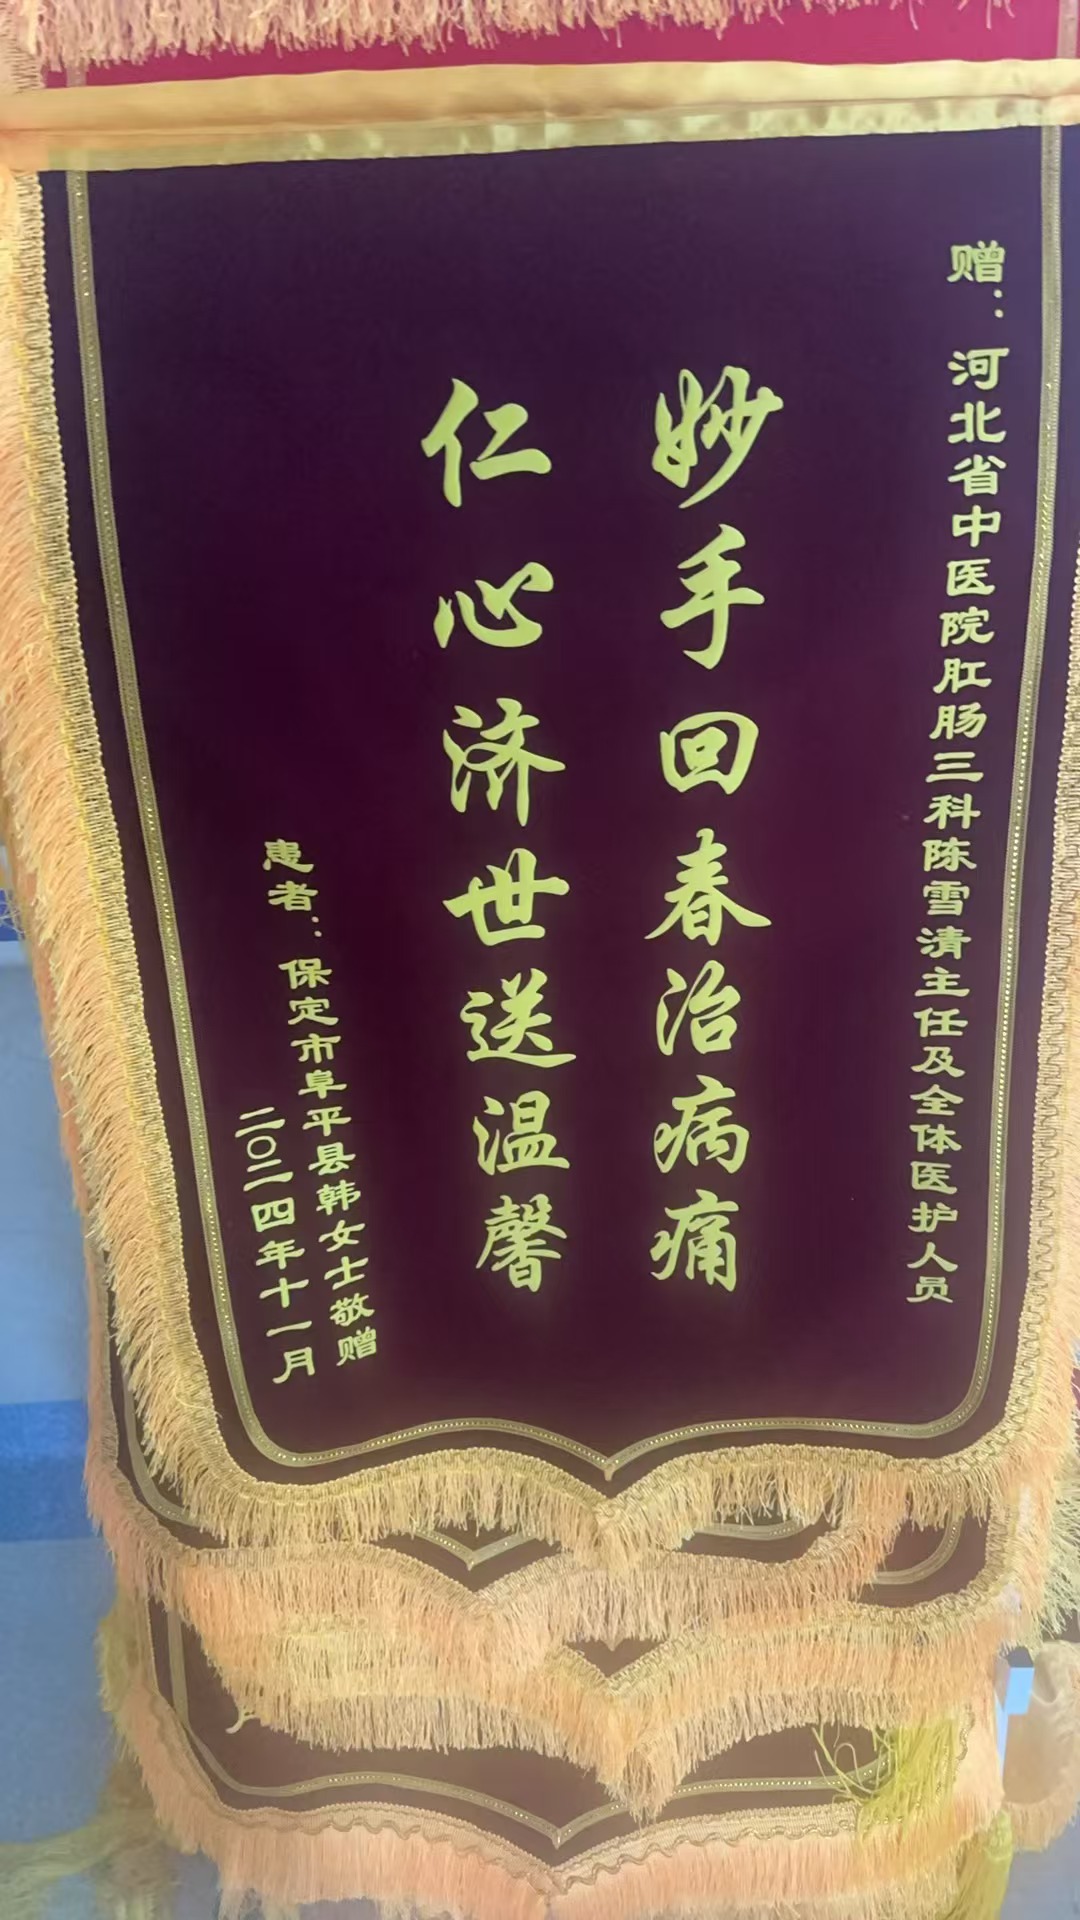 赠：河北省中医院肛肠三科陈雪清主任及全体医护人员
妙手回春治病痛
仁心济世送温馨
患者：保定市阜平县韩女士敬赠
二〇二四年十一月